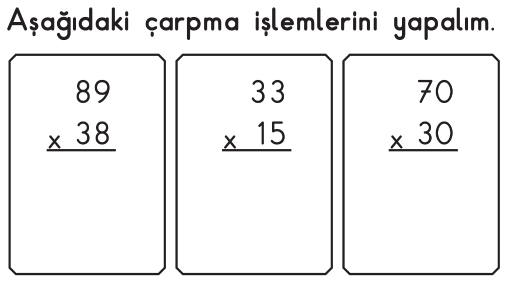 Aşağıdaki çarpma işlemlerini yapalım.
89 33 70
x 38 x 15 x 30